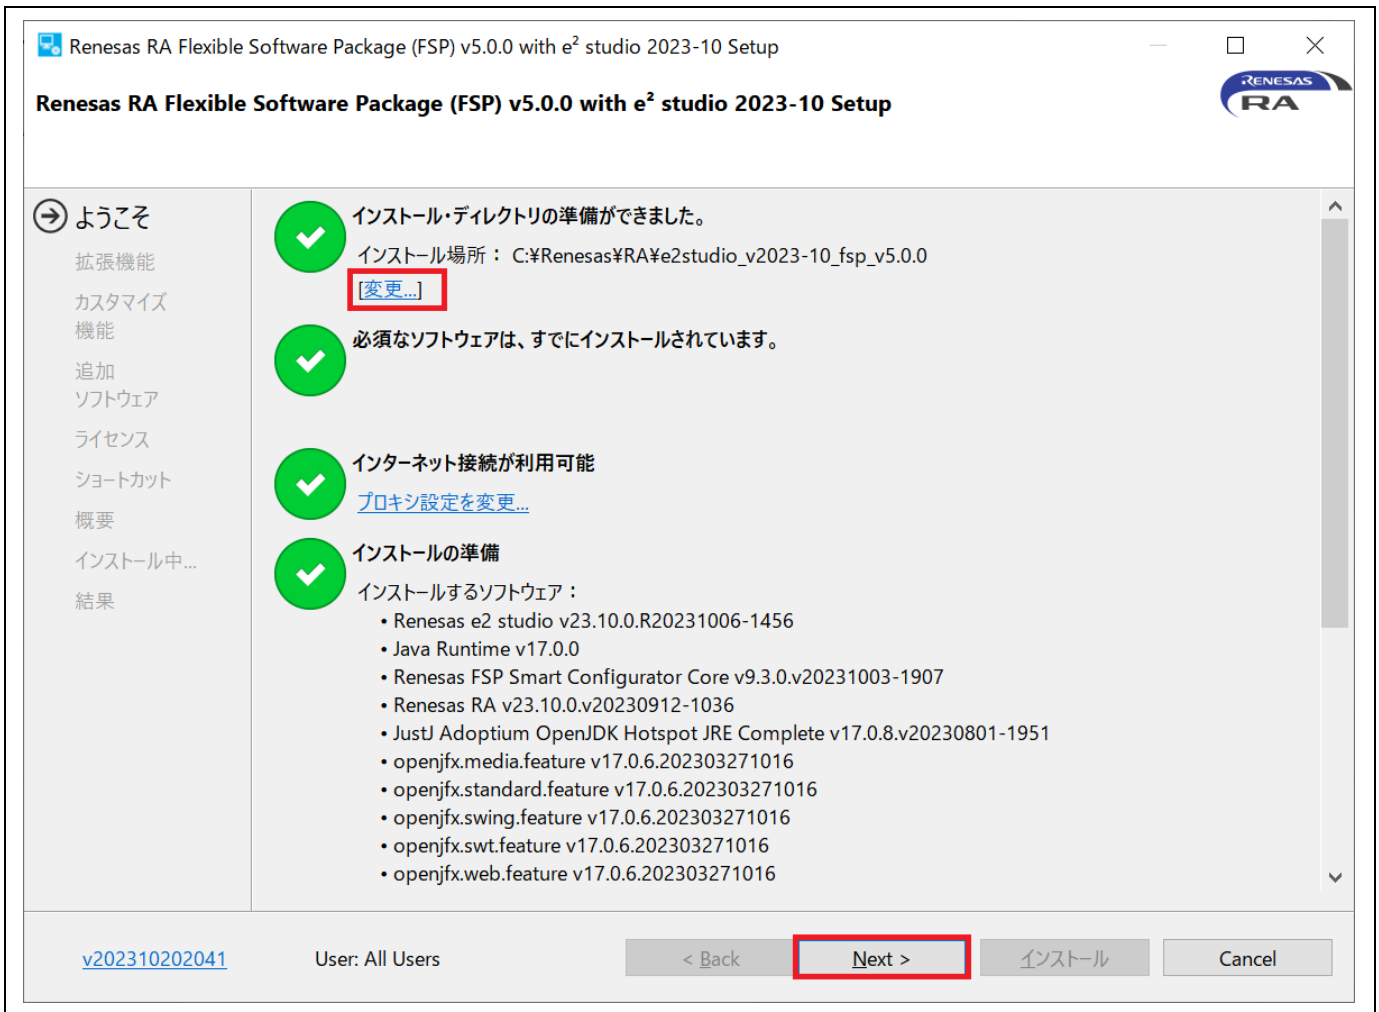 Renesas RA Flexible Software Package (FSP) v5.0.0 with e² studio 2023-10 Setup
Renesas RA Flexible Software Package (FSP) v5.0.0 with e² studio 2023-10 Setup
RENESAS
RA
ようこそ
拡張機能
カスタマイズ
機能
追加
ソフトウェア
ライセンス
ショートカット
概要
インストール中...
結果
インストール・ディレクトリの準備ができました。
インストール場所： C:¥Renesas¥RA¥e2studio_v2023-10_fsp_v5.0.0
[変更...]
必須なソフトウェアは、すでにインストールされています。
インターネット接続が利用可能
プロキシ設定を変更...
インストールの準備
インストールするソフトウェア：
• Renesas e2 studio v23.10.0.R20231006-1456
• Java Runtime v17.0.0
• Renesas FSP Smart Configurator Core v9.3.0.v20231003-1907
• Renesas RA v23.10.0.v20230912-1036
• JustJ Adoptium OpenJDK Hotspot JRE Complete v17.0.8.v20230801-1951
• openjfx.media.feature v17.0.6.202303271016
• openjfx.standard.feature v17.0.6.202303271016
• openjfx.swing.feature v17.0.6.202303271016
• openjfx.swt.feature v17.0.6.202303271016
• openjfx.web.feature v17.0.6.202303271016
v202310202041
User: All Users
< Back
Next >
インストール
Cancel